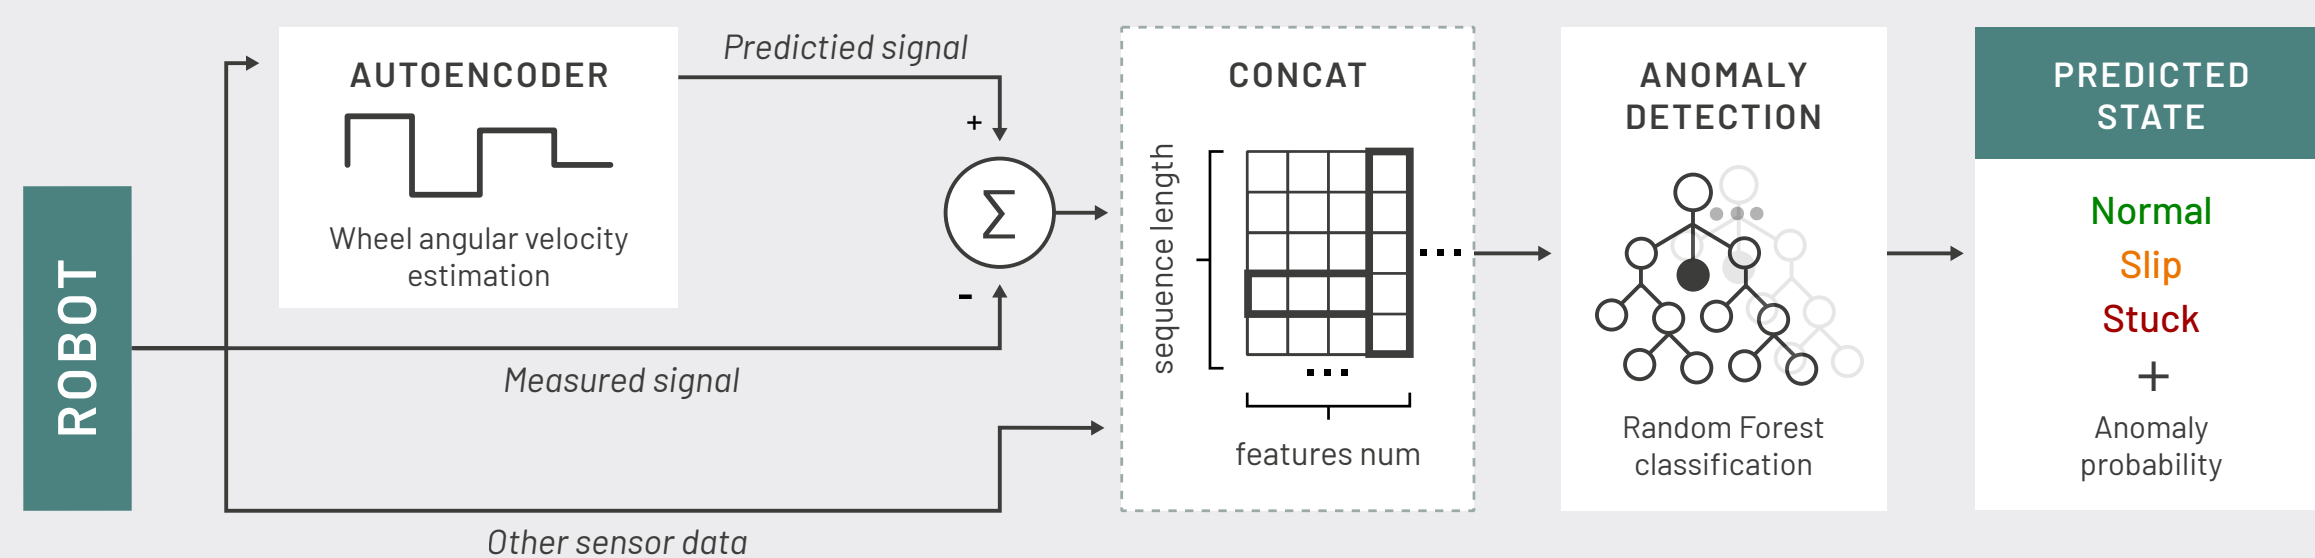 ROBOT
AUTOENCODER
Wheel angular velocity
estimation
Predictied signal
+
Σ
-
Measured signal
Other sensor data
CONCAT
sequence length
...
...
features num
ANOMALY
DETECTION
Random Forest
classification
PREDICTED
STATE
Normal
Slip
Stuck
+
Anomaly
probability